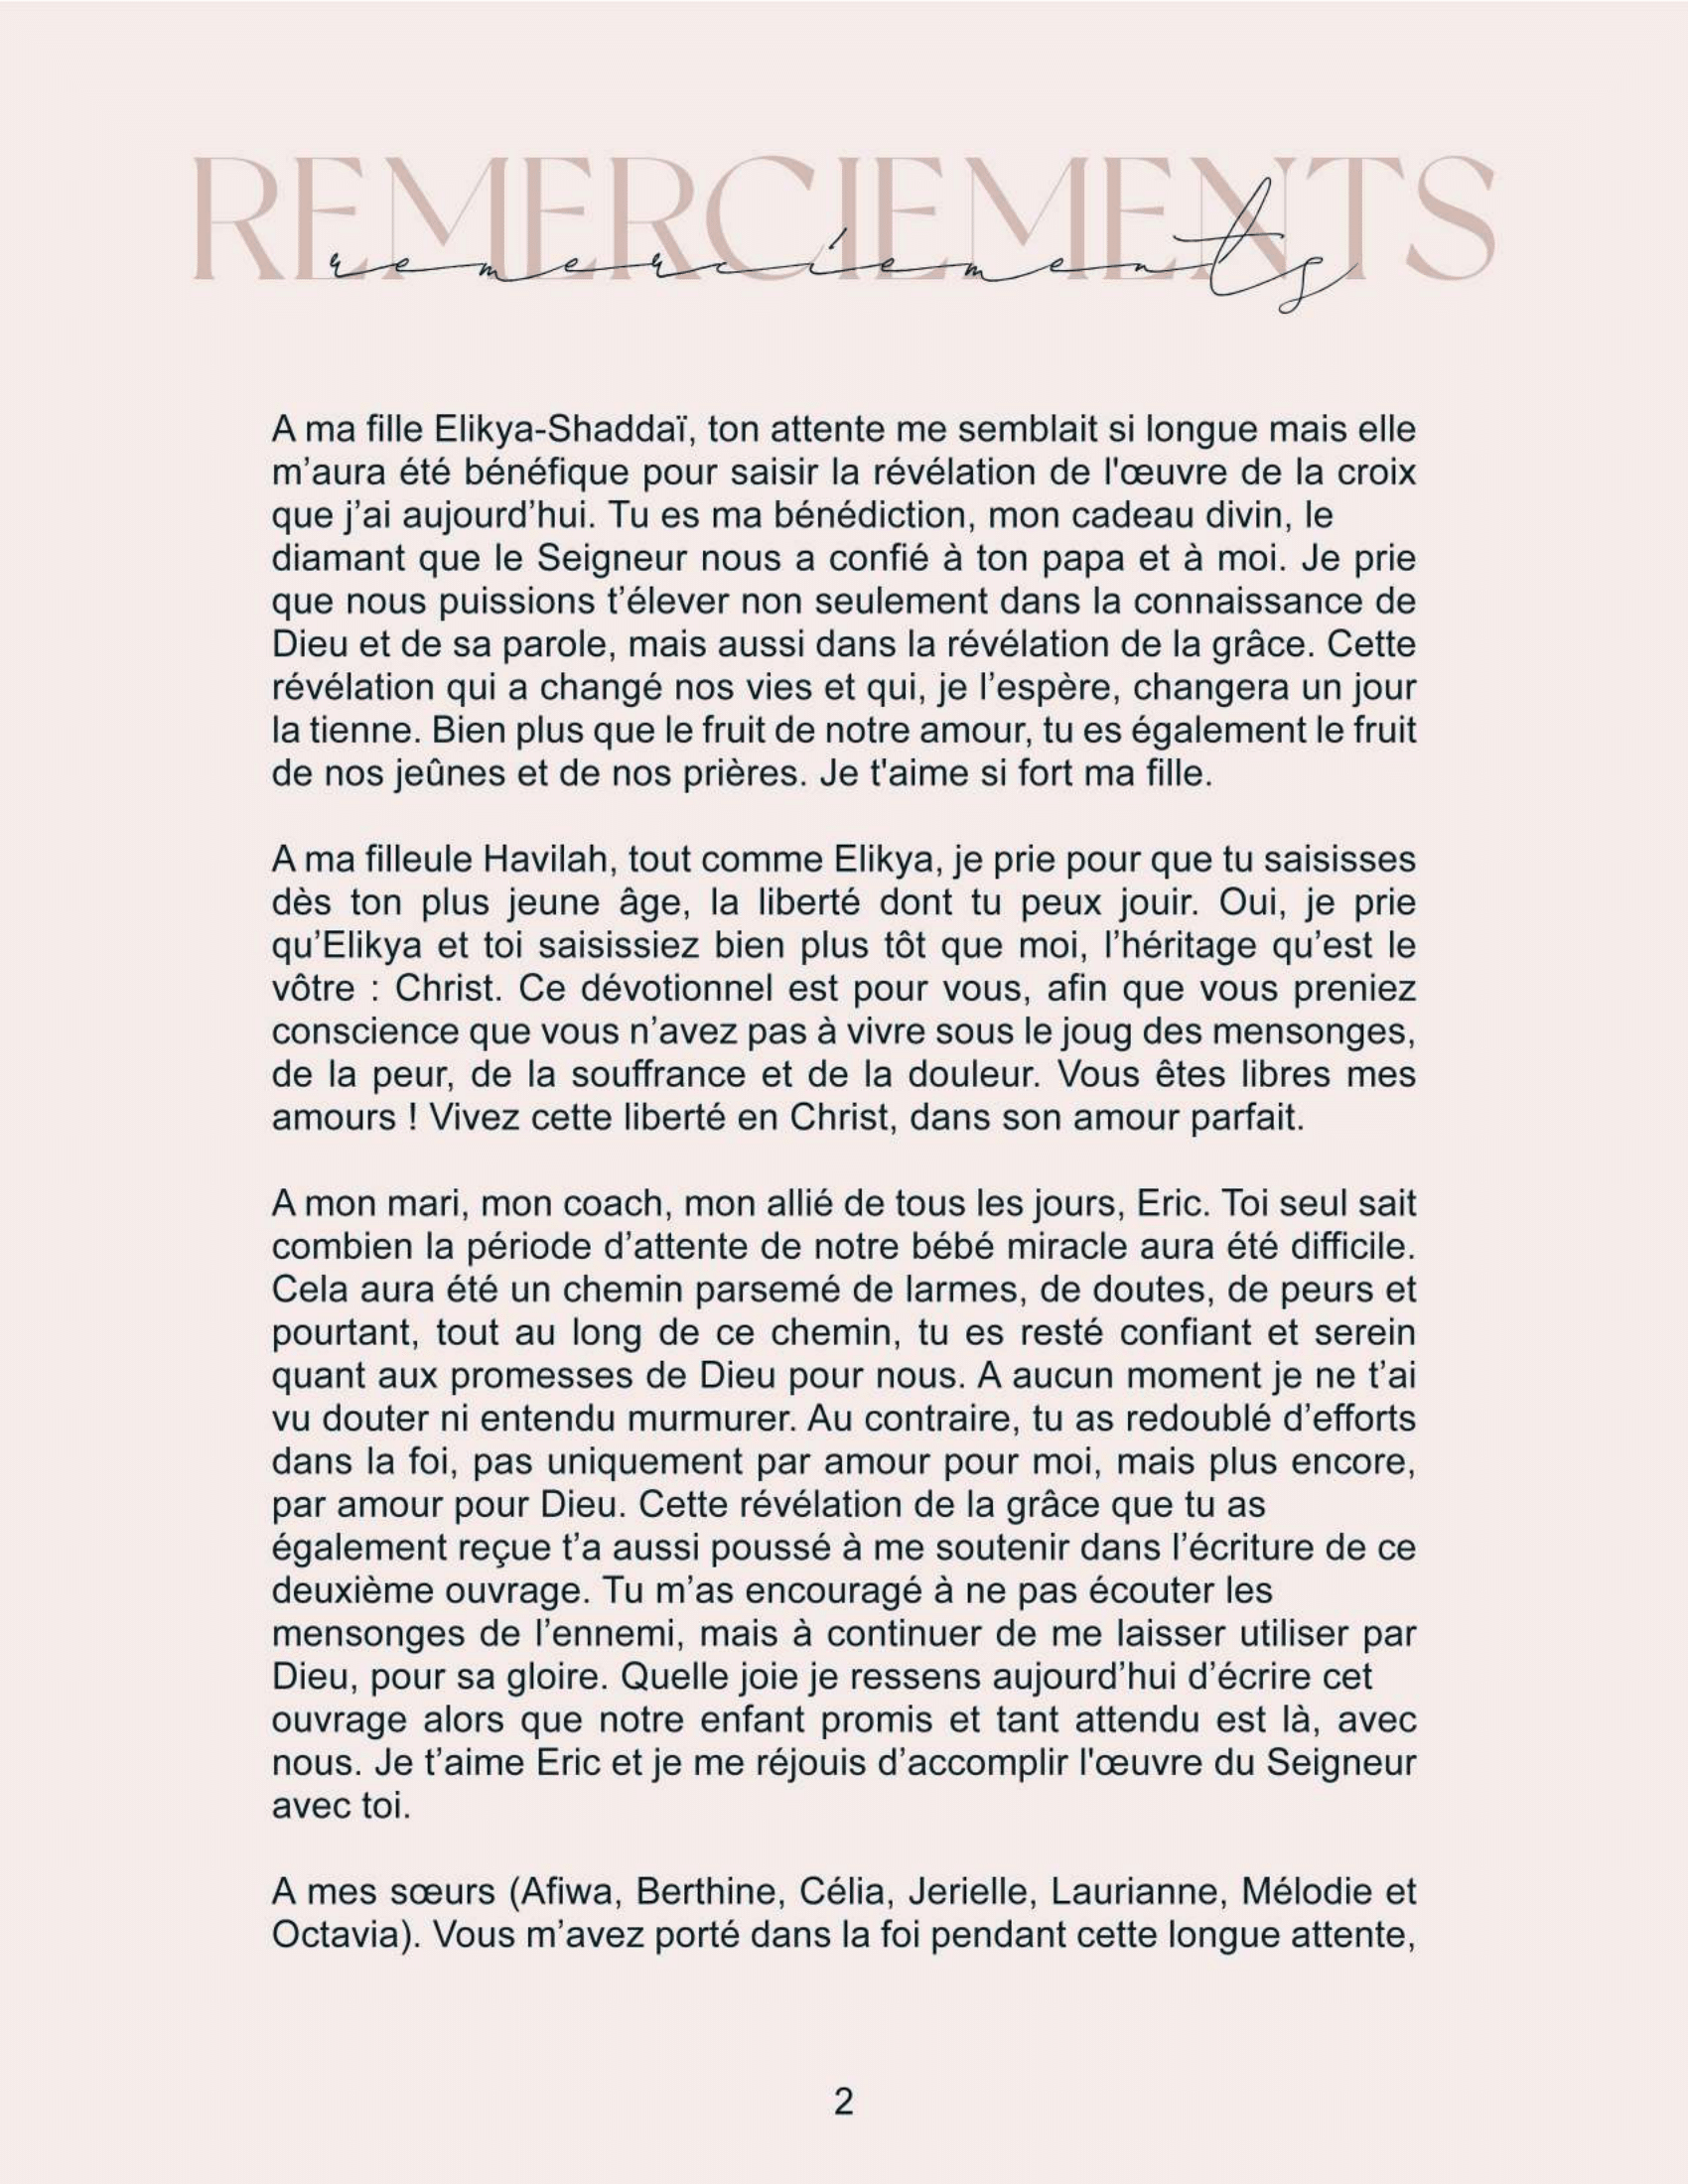 REMERCIEMENTS
remerciements
A ma fille Elikya-Shaddaï, ton attente me semblait si longue mais elle
m’aura été bénéfique pour saisir la révélation de l'œuvre de la croix
que j’ai aujourd’hui. Tu es ma bénédiction, mon cadeau divin, le
diamant que le Seigneur nous a confié à ton papa et à moi. Je prie
que nous puissions t’élever non seulement dans la connaissance de
Dieu et de sa parole, mais aussi dans la révélation de la grâce. Cette
révélation qui a changé nos vies et qui, je l’espère, changera un jour
la tienne. Bien plus que le fruit de notre amour, tu es également le fruit
de nos jeûnes et de nos prières. Je t'aime si fort ma fille.
A ma filleule Havilah, tout comme Elikya, je prie pour que tu saisisses
dès ton plus jeune âge, la liberté dont tu peux jouir. Oui, je prie
qu’Elikya et toi saisissiez bien plus tôt que moi, l’héritage qu’est le
vôtre : Christ. Ce dévotionnel est pour vous, afin que vous preniez
conscience que vous n’avez pas à vivre sous le joug des mensonges,
de la peur, de la souffrance et de la douleur. Vous êtes libres mes
amours ! Vivez cette liberté en Christ, dans son amour parfait.
A mon mari, mon coach, mon allié de tous les jours, Eric. Toi seul sait
combien la période d’attente de notre bébé miracle aura été difficile.
Cela aura été un chemin parsemé de larmes, de doutes, de peurs et
pourtant, tout au long de ce chemin, tu es resté confiant et serein
quant aux promesses de Dieu pour nous. A aucun moment je ne t’ai
vu douter ni entendu murmurer. Au contraire, tu as redoublé d’efforts
dans la foi, pas uniquement par amour pour moi, mais plus encore,
par amour pour Dieu. Cette révélation de la grâce que tu as
également reçue t’a aussi poussé à me soutenir dans l’écriture de ce
deuxième ouvrage. Tu m’as encouragé à ne pas écouter les
mensonges de l’ennemi, mais à continuer de me laisser utiliser par
Dieu, pour sa gloire. Quelle joie je ressens aujourd’hui d’écrire cet
ouvrage alors que notre enfant promis et tant attendu est là, avec
nous. Je t’aime Eric et je me réjouis d’accomplir l'œuvre du Seigneur
avec toi.
A mes sœurs (Afiwa, Berthine, Célia, Jerielle, Laurianne, Mélodie et
Octavia). Vous m’avez porté dans la foi pendant cette longue attente,
2